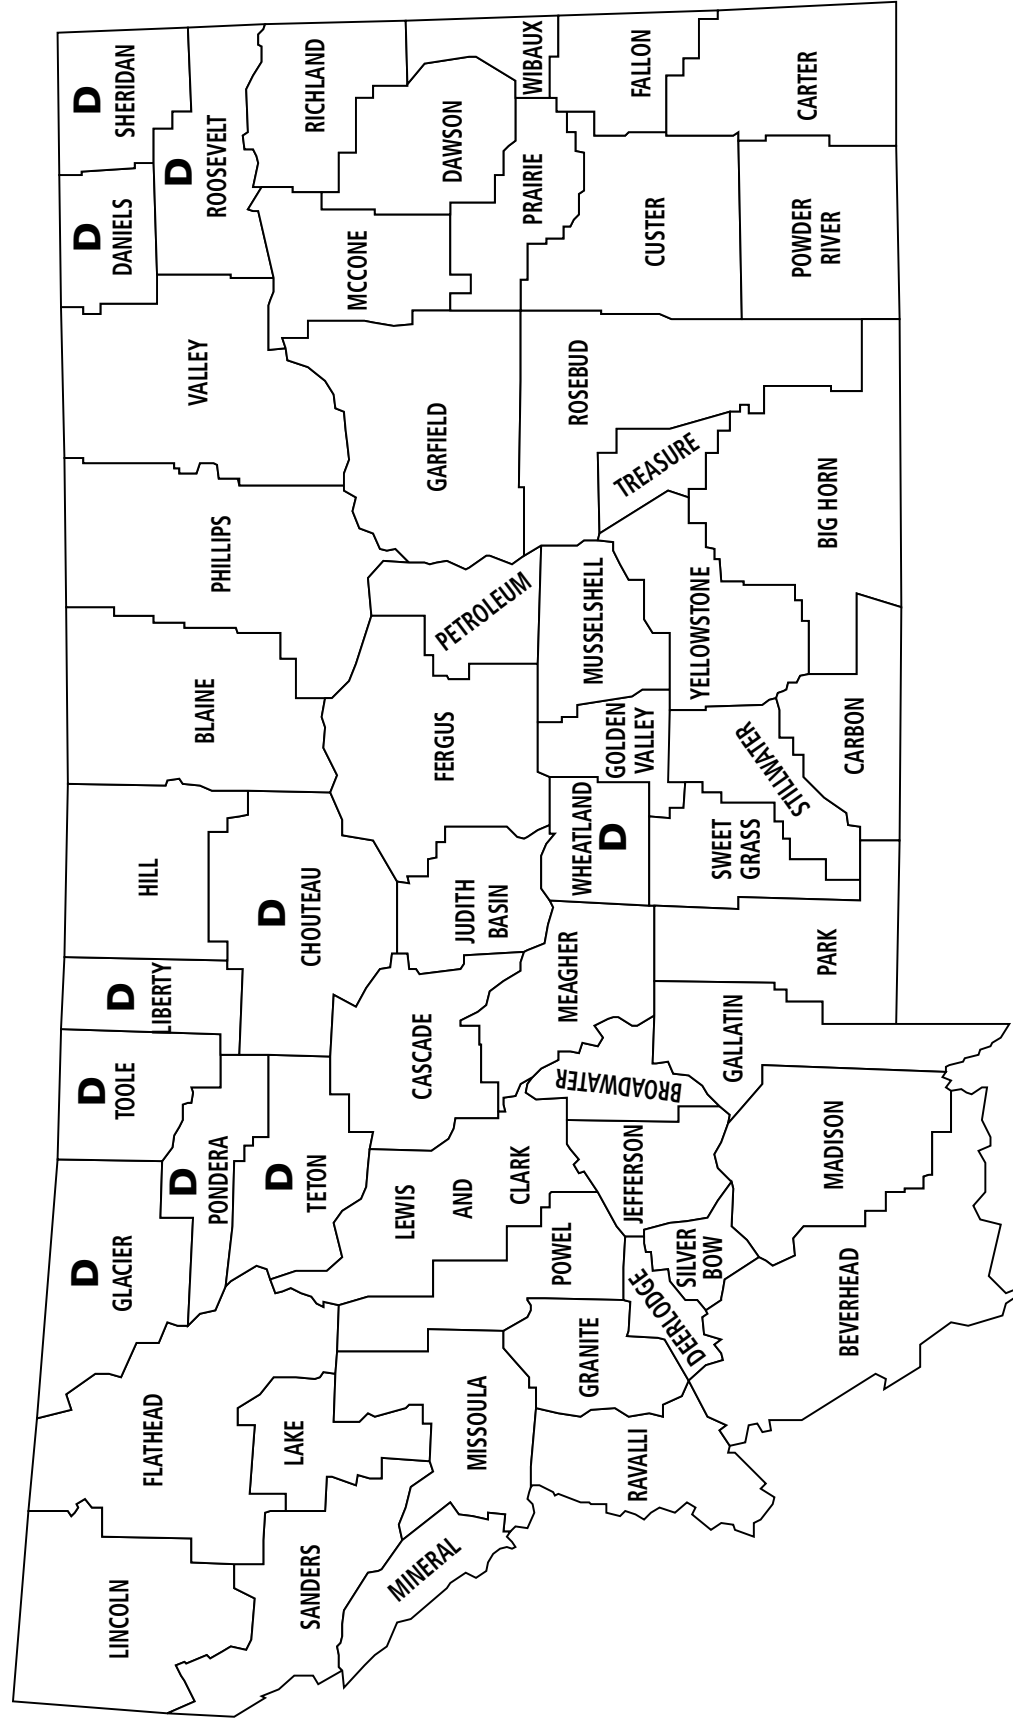 LINCOLN
FLATHEAD
D
GLACIER
D
TOOLE
D
LIBERTY
HILL
BLAINE
PHILLIPS
VALLEY
D
DANIELS
D
SHERIDAN
D
ROOSEVELT
SANDERS
LAKE
D
PONDERA
D
TETON
D
CHOUTEAU
RICHLAND
MCCONE
GARFIELD
DAWSON
WIBAUX
PRAIRIE
MINERAL
MISSOULA
LEWIS
AND
CLARK
CASCADE
JUDITH
BASIN
FERGUS
PETROLEUM
POWEL
GRANITE
RAVALLI
DEERLODGE
SILVER
BOW
JEFFERSON
BROADWATER
MEAGHER
WHEATLAND
D
GOLDEN
VALLEY
MUSSELSHELL
TREASURE
ROSEBUD
CUSTER
FALLON
BEVERHEAD
MADISON
GALLATIN
PARK
SWEET
GRASS
STILLWATER
CARBON
YELLOWSTONE
BIG HORN
POWDER
RIVER
CARTER